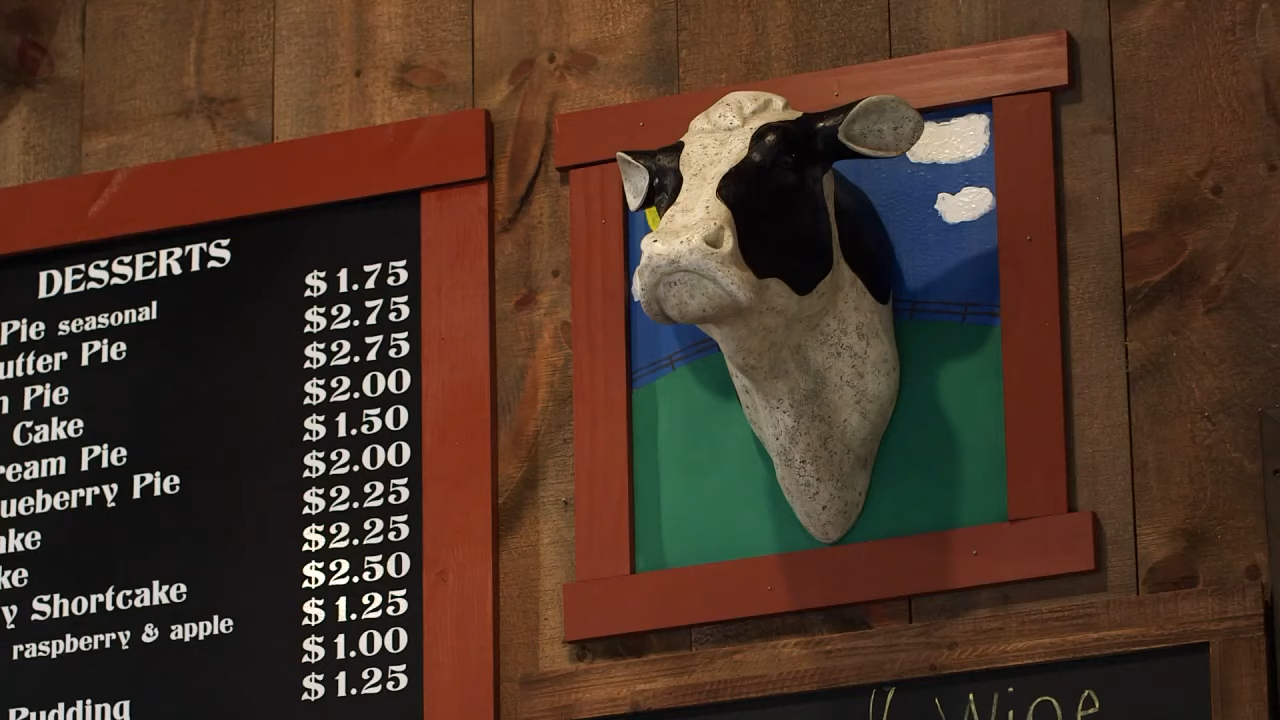 DESSERTS
Pie seasonal $1.75
utter Pie $2.75
n Pie $2.75
Cake $2.00
ream Pie $1.50
ueberry Pie $2.00
ake $2.25
ke $2.25
y Shortcake $2.50
raspberry & apple $1.25
$1.00
Pudding $1.25
Wine